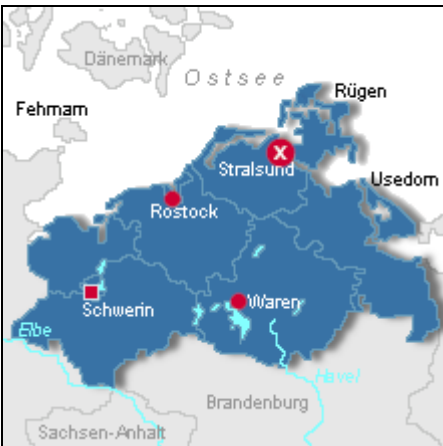 Dänemark
Ostsee
Rügen
Fehmarn
X
Stralsund
Usedom
Rostock
Waren
Schwerin
Elbe
Havel
Brandenburg
Sachsen-Anhalt